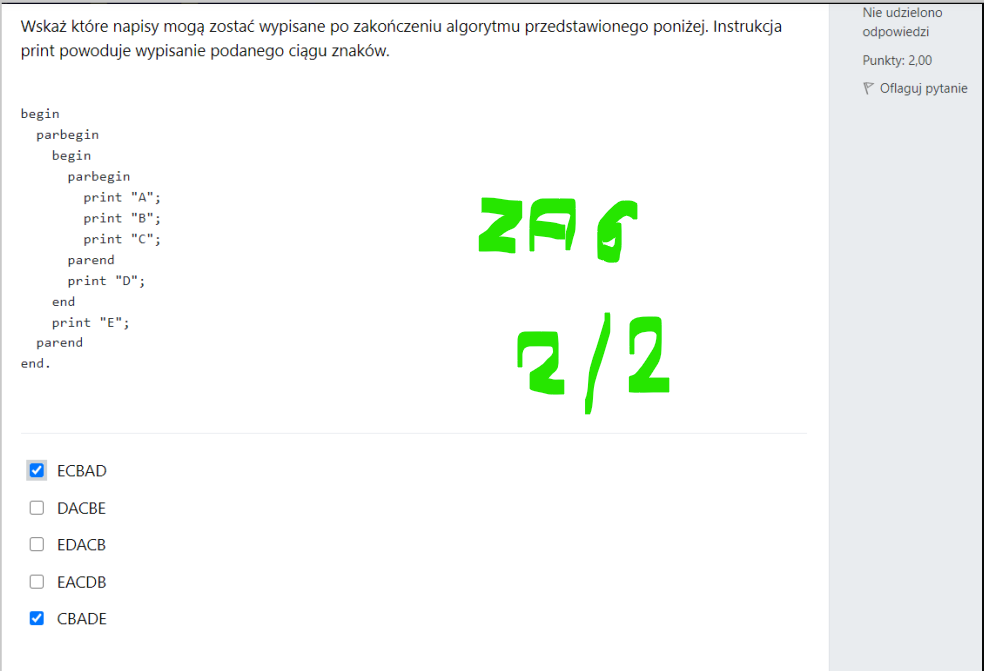 Wskaż które napisy mogą zostać wypisane po zakończeniu algorytmu przedstawionego poniżej. Instrukcja
print powoduje wypisanie podanego ciągu znaków.
begin
parbegin
begin
parbegin
print "A";
print "B";
print "C";
parend
print "D";
end
print "E";
parend
end.
ZAG
2/2
ECBAD
DACBE
EDACB
EACDB
CBADE
Nie udzielono
odpowiedzi
Punkty: 2,00
Oflaguj pytanie